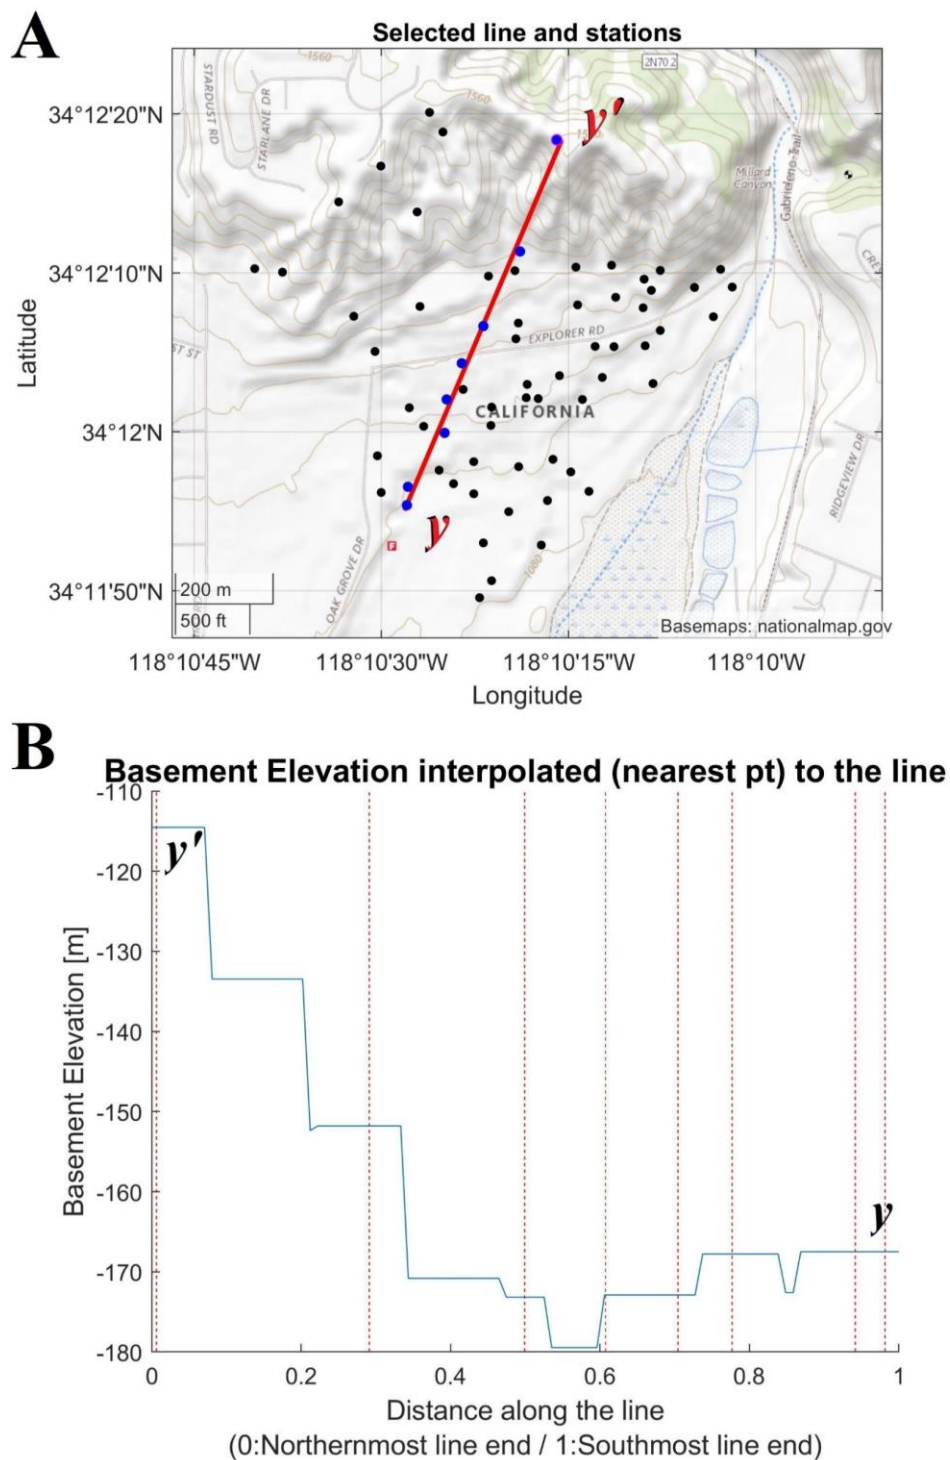 A
Selected line and stations
1560
2N70.2
34°12'20"N
STARDUST RD
STARLANE DR
1560
y'
Gabrielino Trail
Millard
Canyon
34°12'10"N
EXPLORER RD
ST ST
CALIFORNIA
34°12'N
RIDGEVIEW DR
y
F
OAK GROVE DR
1080
200 m
34°11'50"N
500 ft
Basemaps: nationalmap.gov
118°10'45"W
118°10'30"W
118°10'15"W
118°10'W
Longitude
Latitude
B
Basement Elevation interpolated (nearest pt) to the line
-110
y'
-120
-130
-140
-150
-160
y
-170
-180
Basement Elevation [m]
0
0.2
0.4
0.6
0.8
1
Distance along the line
(0:Northernmost line end / 1:Southmost line end)